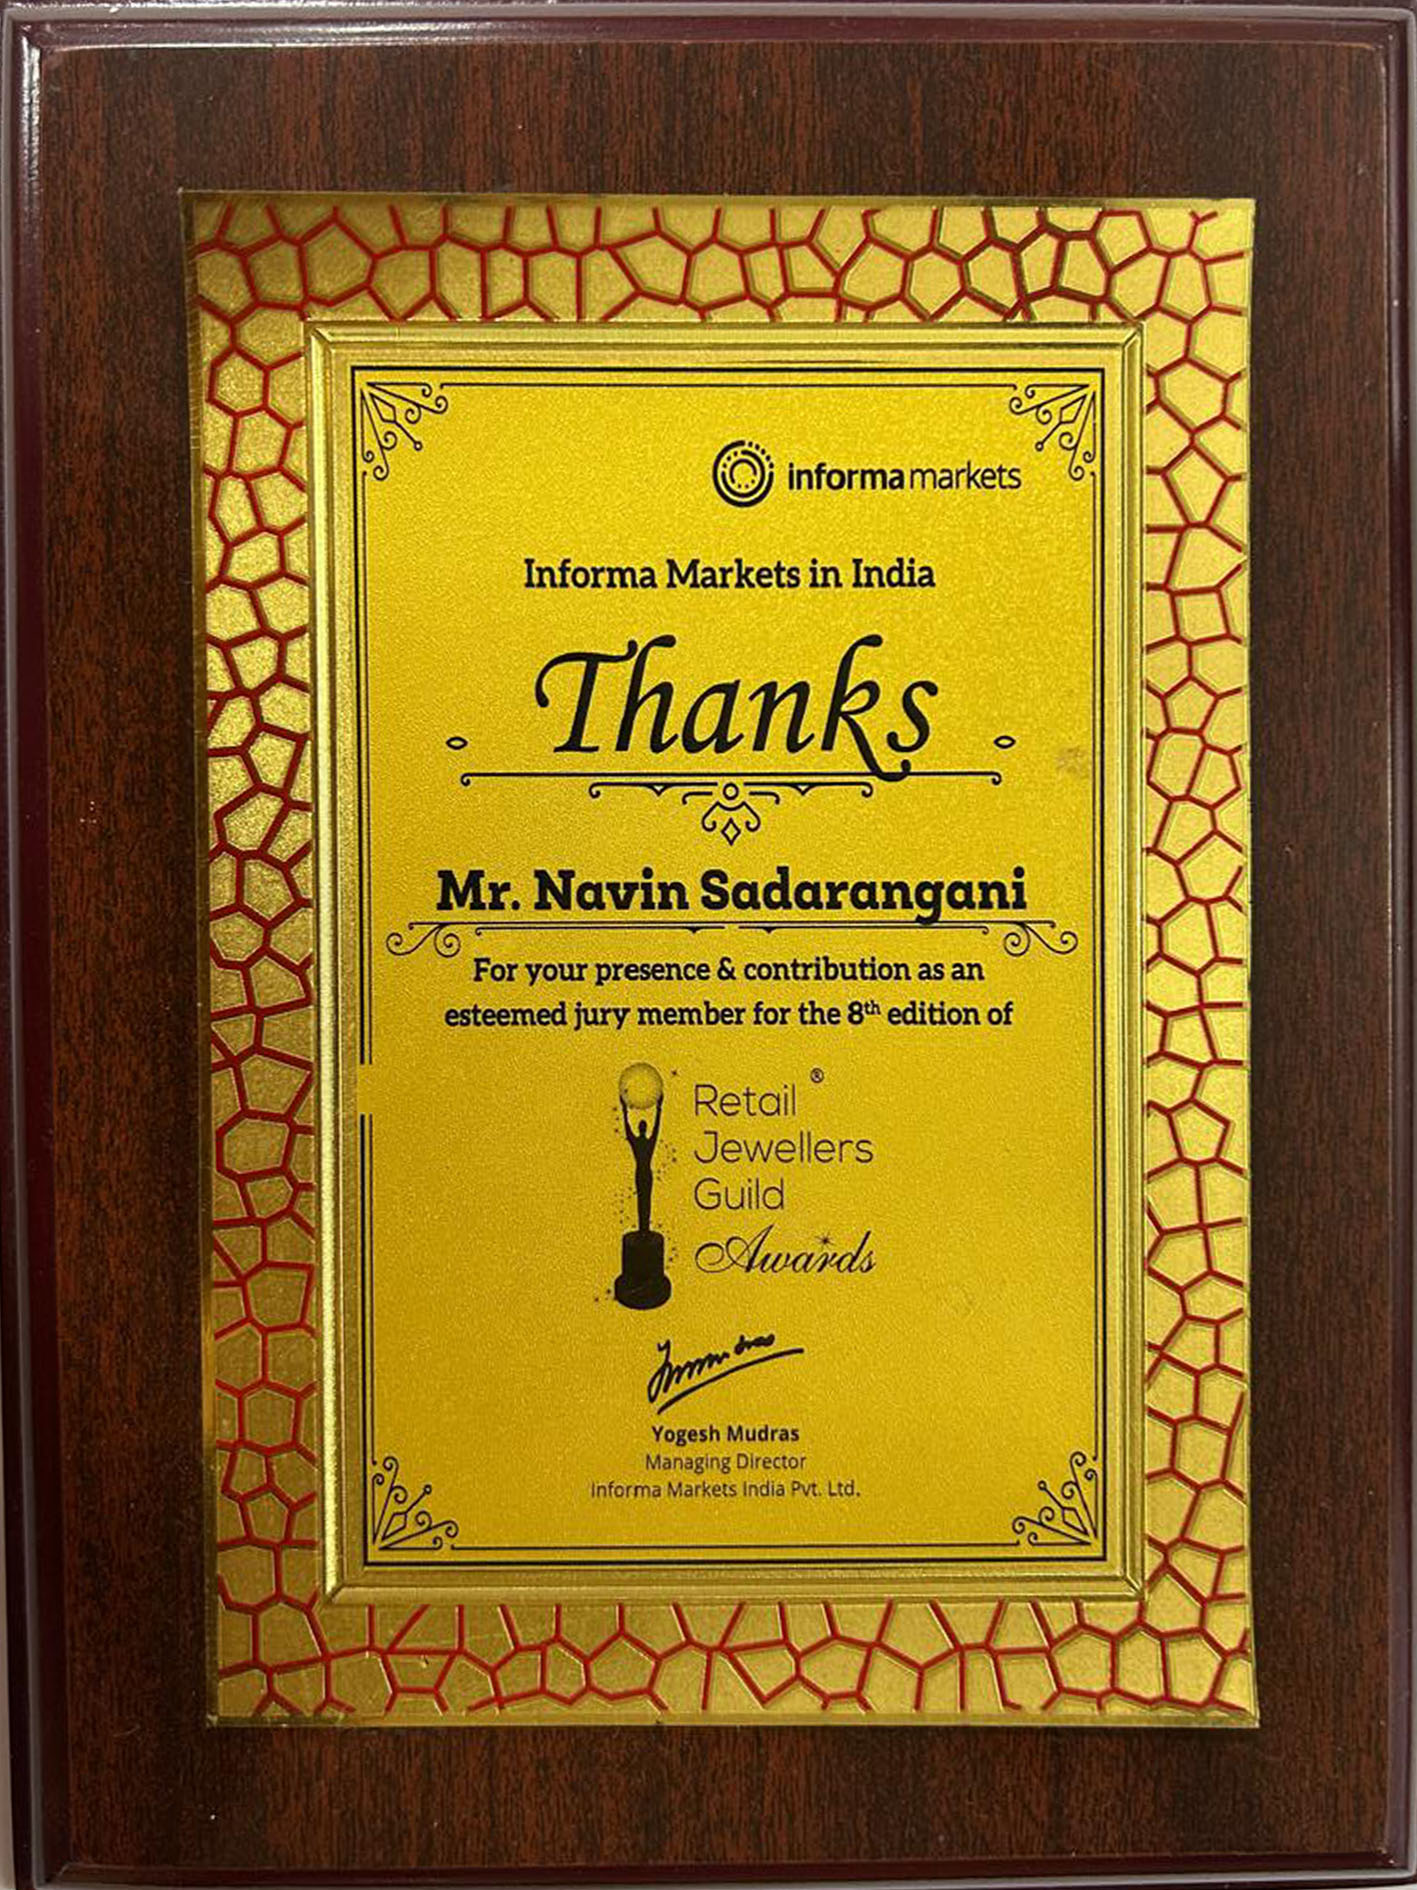 informa markets
Informa Markets in India
Thanks
Mr. Navin Sadarangani
For your presence & contribution as an
esteemed jury member for the 8th edition of
Retail ®
Jewellers
Guild
Awards
Yogesh Mudras
Managing Director
Informa Markets India Pvt. Ltd.